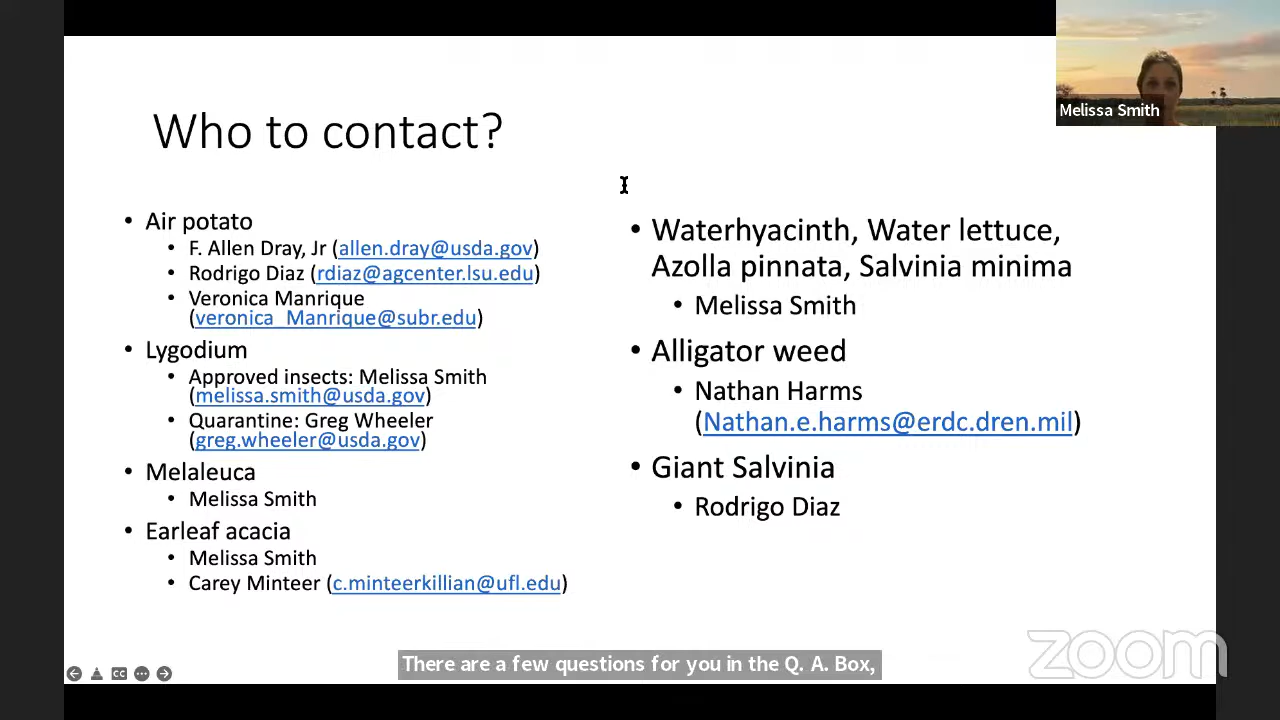 Who to contact?
• Air potato
• F. Allen Dray, Jr (allen.dray@usda.gov)
• Rodrigo Diaz (rdiaz@agcenter.lsu.edu)
• Veronica Manrique
(veronica_Manrique@subr.edu)
• Lygodium
• Approved insects: Melissa Smith
(melissa.smith@usda.gov)
• Quarantine: Greg Wheeler
(greg.wheeler@usda.gov)
• Melaleuca
• Melissa Smith
• Earleaf acacia
• Melissa Smith
• Carey Minteer (c.minteerkillian@ufl.edu)
• Waterhyacinth, Water lettuce,
Azolla pinnata, Salvinia minima
• Melissa Smith
• Alligator weed
• Nathan Harms
(Nathan.e.harms@erdc.dren.mil)
• Giant Salvinia
• Rodrigo Diaz
Melissa Smith
There are a few questions for you in the Q. A. Box,
CC
zoom